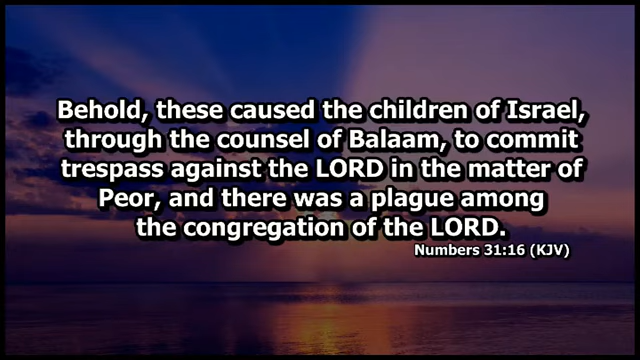 Behold, these caused the children of Israel,
through the counsel of Balaam, to commit
trespass against the LORD in the matter of
Peor, and there was a plague among
the congregation of the LORD.
Numbers 31:16 (KJV)